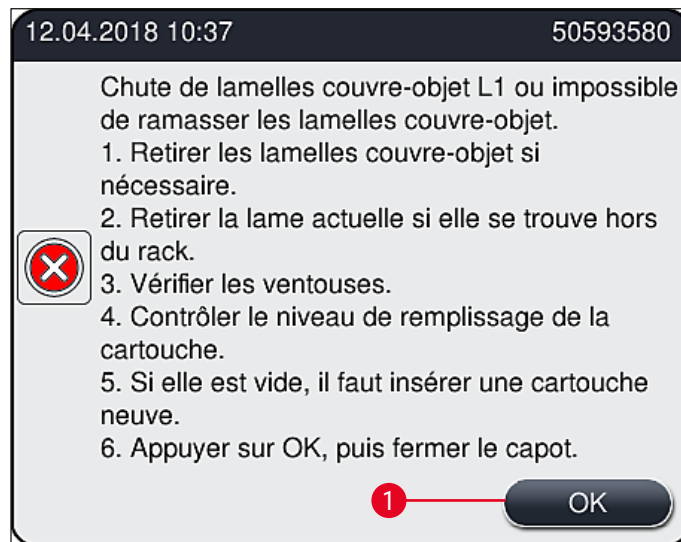 12.04.2018 10:37 50593580
Chute de lamelles couvre-objet L1 ou impossible
de ramasser les lamelles couvre-objet.
1. Retirer les lamelles couvre-objet si
nécessaire.
2. Retirer la lame actuelle si elle se trouve hors
du rack.
3. Vérifier les ventouses.
4. Contrôler le niveau de remplissage de la
cartouche.
5. Si elle est vide, il faut insérer une cartouche
neuve.
6. Appuyer sur OK, puis fermer le capot.
1 OK